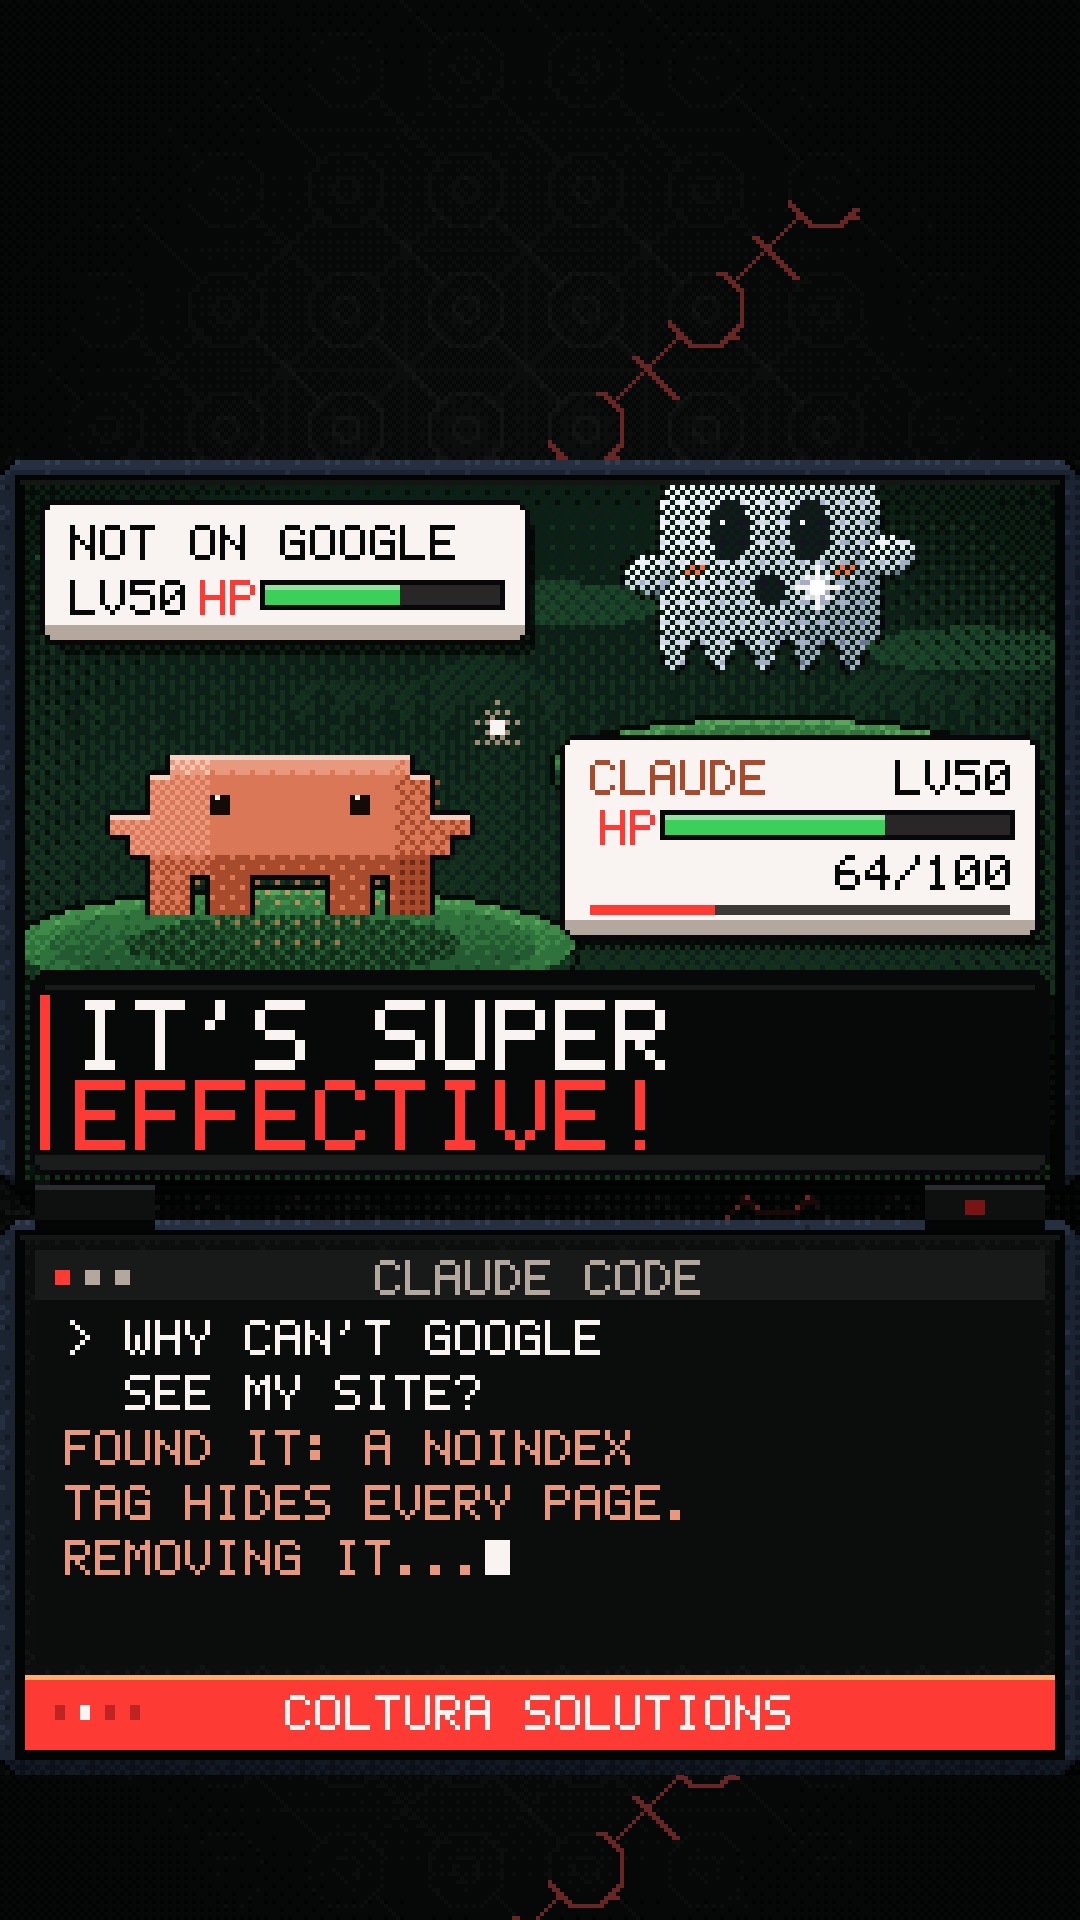 NOT ON GOOGLE
LV50 HP
CLAUDE LV50
HP
64/100
IT'S SUPER
EFFECTIVE!
CLAUDE CODE
> WHY CAN'T GOOGLE
SEE MY SITE?
FOUND IT: A NOINDEX
TAG HIDES EVERY PAGE.
REMOVING IT...
COLTURA SOLUTIONS